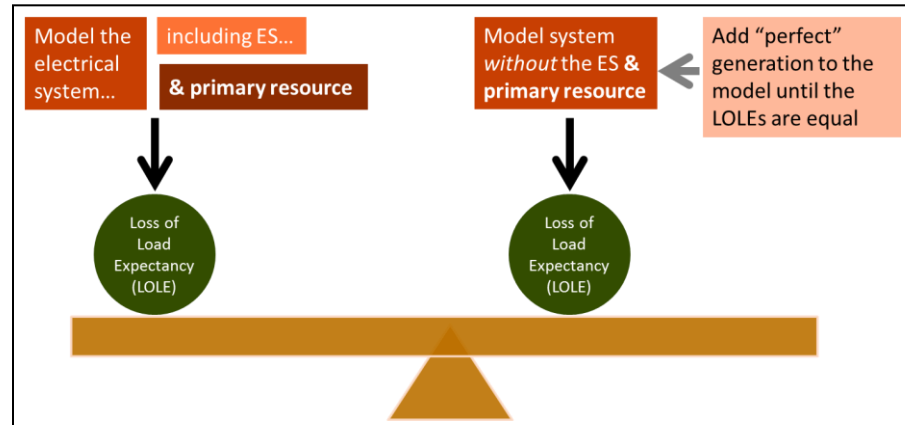 Model the
electrical
system…
including ES…
& primary resource
Model system
without the ES &
primary resource
Add “perfect”
generation to the
model until the
LOLEs are equal
Loss of
Load
Expectancy
(LOLE)
Loss of
Load
Expectancy
(LOLE)